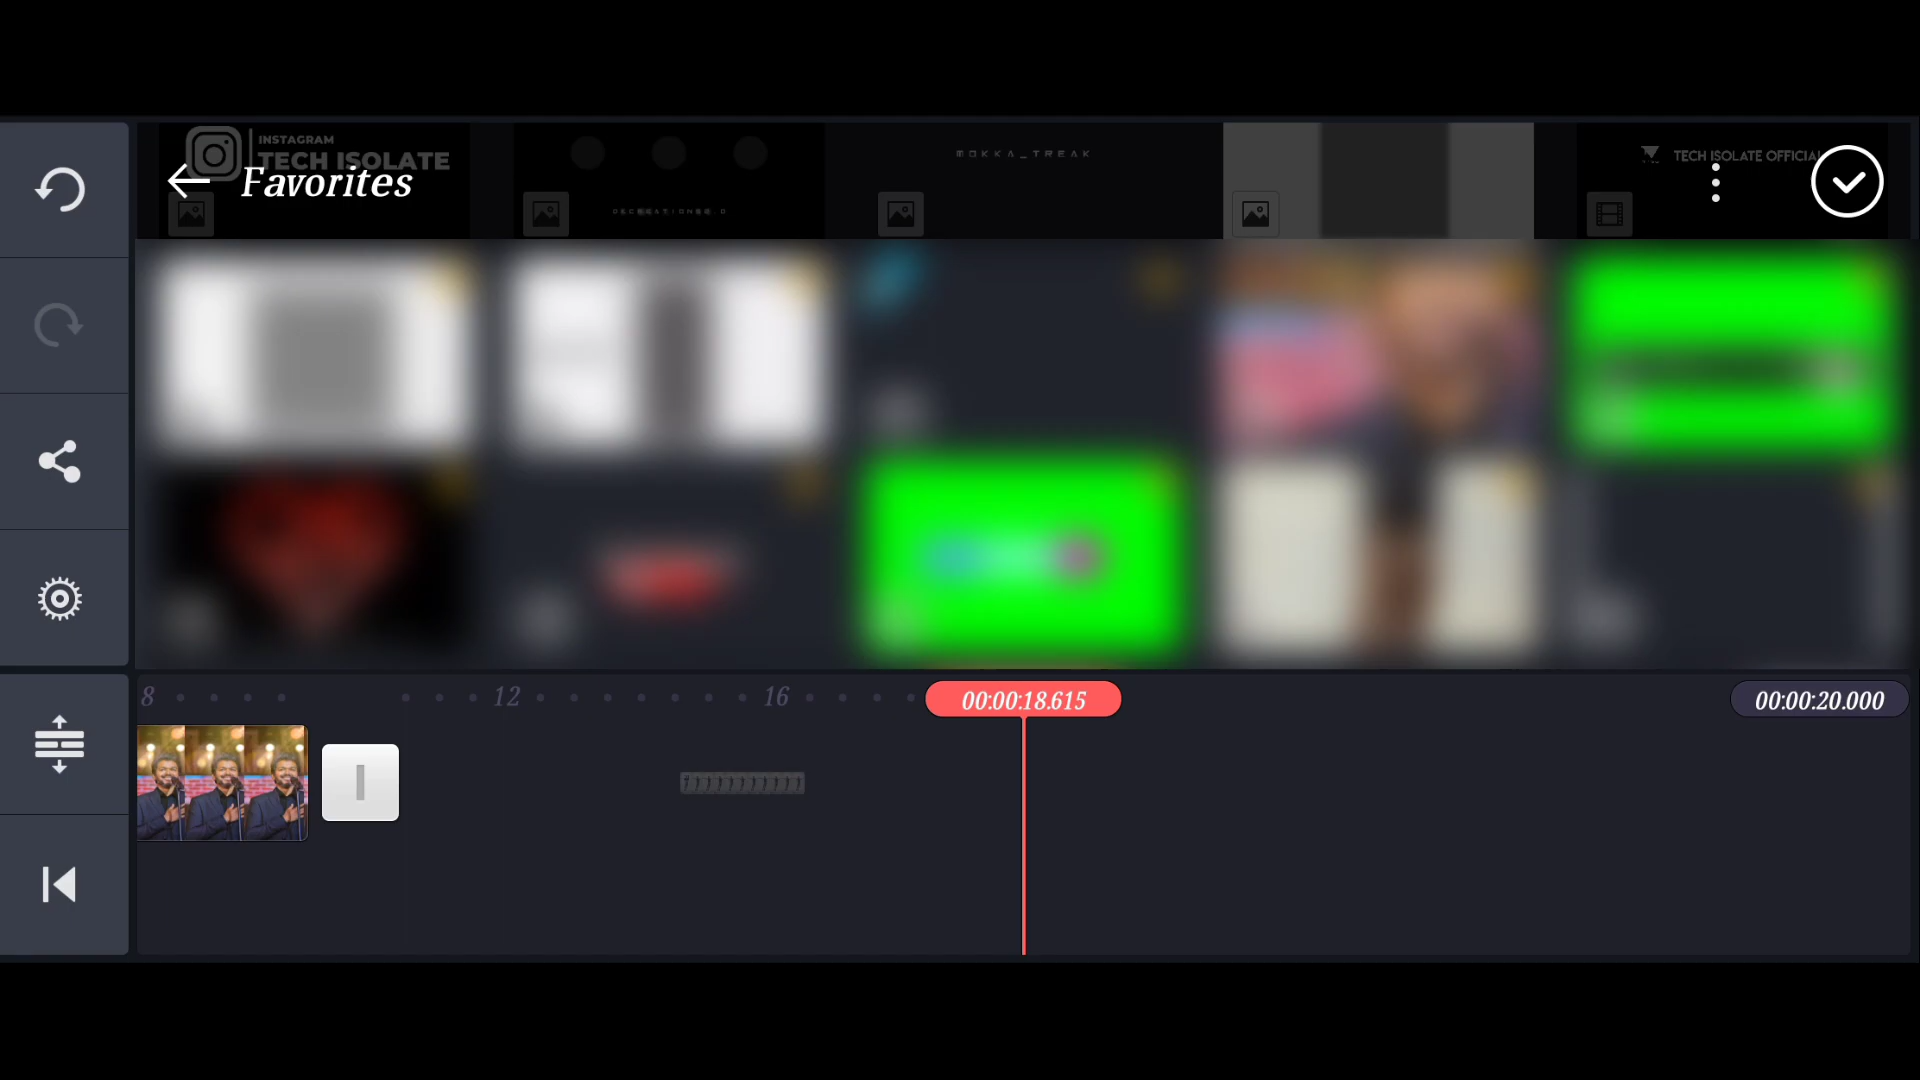 INSTAGRAM
TECH ISOLATE
Favorites
MOKKA_TREAK
TECH ISOLATE OFFICIAL
8
12
16
00:00:18.615
00:00:20.000